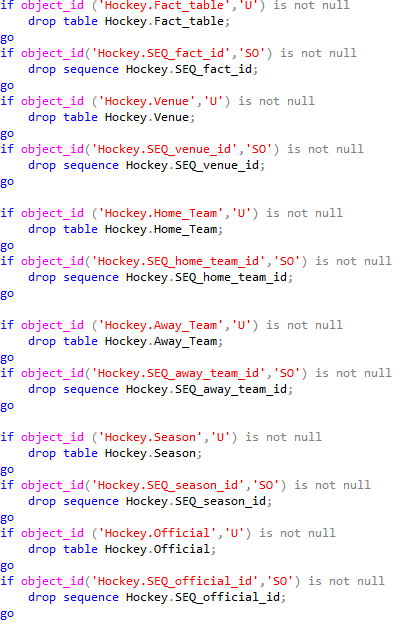 if object_id ('Hockey.Fact_table','U') is not null
    drop table Hockey.Fact_table;
go
if object_id('Hockey.SEQ_fact_id','SO') is not null
    drop sequence Hockey.SEQ_fact_id;
go
if object_id ('Hockey.Venue','U') is not null
    drop table Hockey.Venue;
go
if object_id('Hockey.SEQ_venue_id','SO') is not null
    drop sequence Hockey.SEQ_venue_id;
go

if object_id ('Hockey.Home_Team','U') is not null
    drop table Hockey.Home_Team;
go
if object_id('Hockey.SEQ_home_team_id','SO') is not null
    drop sequence Hockey.SEQ_home_team_id;
go

if object_id ('Hockey.Away_Team','U') is not null
    drop table Hockey.Away_Team;
go
if object_id('Hockey.SEQ_away_team_id','SO') is not null
    drop sequence Hockey.SEQ_away_team_id;
go

if object_id ('Hockey.Season','U') is not null
    drop table Hockey.Season;
go
if object_id('Hockey.SEQ_season_id','SO') is not null
    drop sequence Hockey.SEQ_season_id;
go
if object_id ('Hockey.Official','U') is not null
    drop table Hockey.Official;
go
if object_id('Hockey.SEQ_official_id','SO') is not null
    drop sequence Hockey.SEQ_official_id;
go